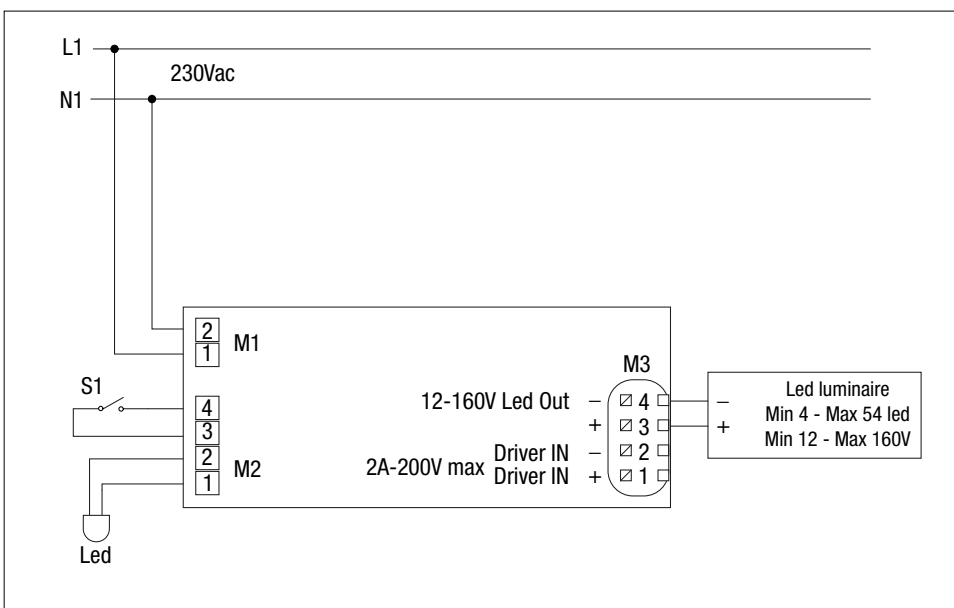 L1
230Vac
N1
2
1
M1
M3
S1
4
3
2
1
M2
12-160V Led Out
2A-200V max
Driver IN
Driver IN
–
+
–
+
4
3
2
1
–
+
Led luminaire
Min 4 - Max 54 led
Min 12 - Max 160V
Led